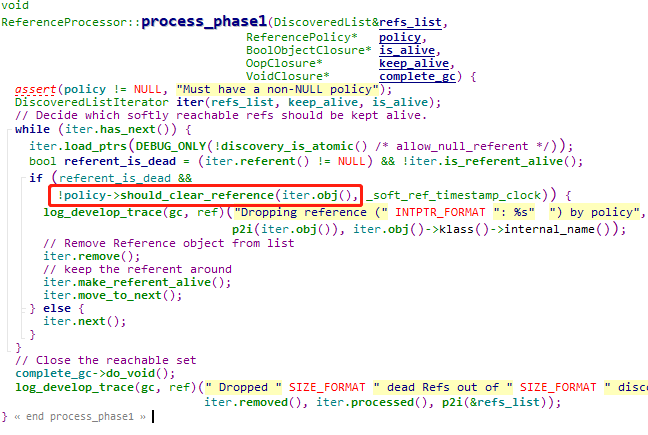 void
ReferenceProcessor::process_phase1(DiscoveredList&refs_list,
ReferencePolicy* policy,
BoolObjectClosure* is_alive,
OopClosure* keep_alive,
VoidClosure* complete_gc) {
assert(policy != NULL, "Must have a non-NULL policy");
DiscoveredListIterator iter(refs_list, keep_alive, is_alive);
// Decide which softly reachable refs should be kept alive.
while (iter.has_next()) {
iter.load_ptrs(DEBUG_ONLY(!discovery_is_atomic() /* allow_null_referent */));
bool referent_is_dead = (iter.referent() != NULL) && !iter.is_referent_alive();
if (referent_is_dead &&
!policy->should_clear_reference(iter.obj(), _soft_ref_timestamp_clock)) {
log_develop_trace(gc, ref)("Dropping reference (" INTPTR_FORMAT ": %s" ") by policy",
p2i(iter.obj()), iter.obj()->klass()->internal_name());
// Remove Reference object from list
iter.remove();
// keep the referent around
iter.make_referent_alive();
iter.move_to_next();
} else {
iter.next();
}
}
// Close the reachable set
complete_gc->do_void();
log_develop_trace(gc, ref)(" Dropped " SIZE_FORMAT " dead Refs out of " SIZE_FORMAT " disc
iter.removed(), iter.processed(), p2i(&refs_list));
} « end process_phase1 »